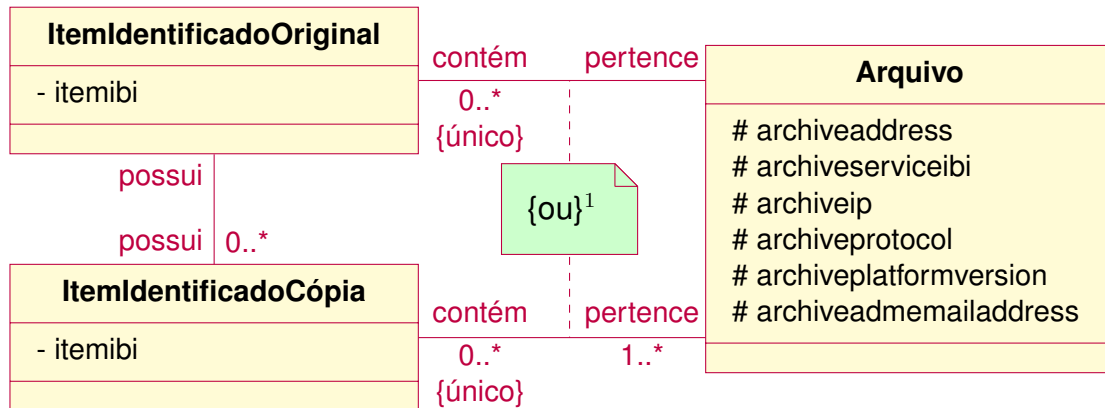 ItemIdentificadoOriginal
- itemibi
contém
pertence
0..*
{único}
Arquivo
# archiveaddress
# archiveserviceibi
# archiveip
# archiveprotocol
# archiveplatformversion
# archiveadmemailaddress
possui
{ou}¹
possui
0..*
ItemIdentificadoCópia
- itemibi
contém
pertence
0..*
1..*
{único}